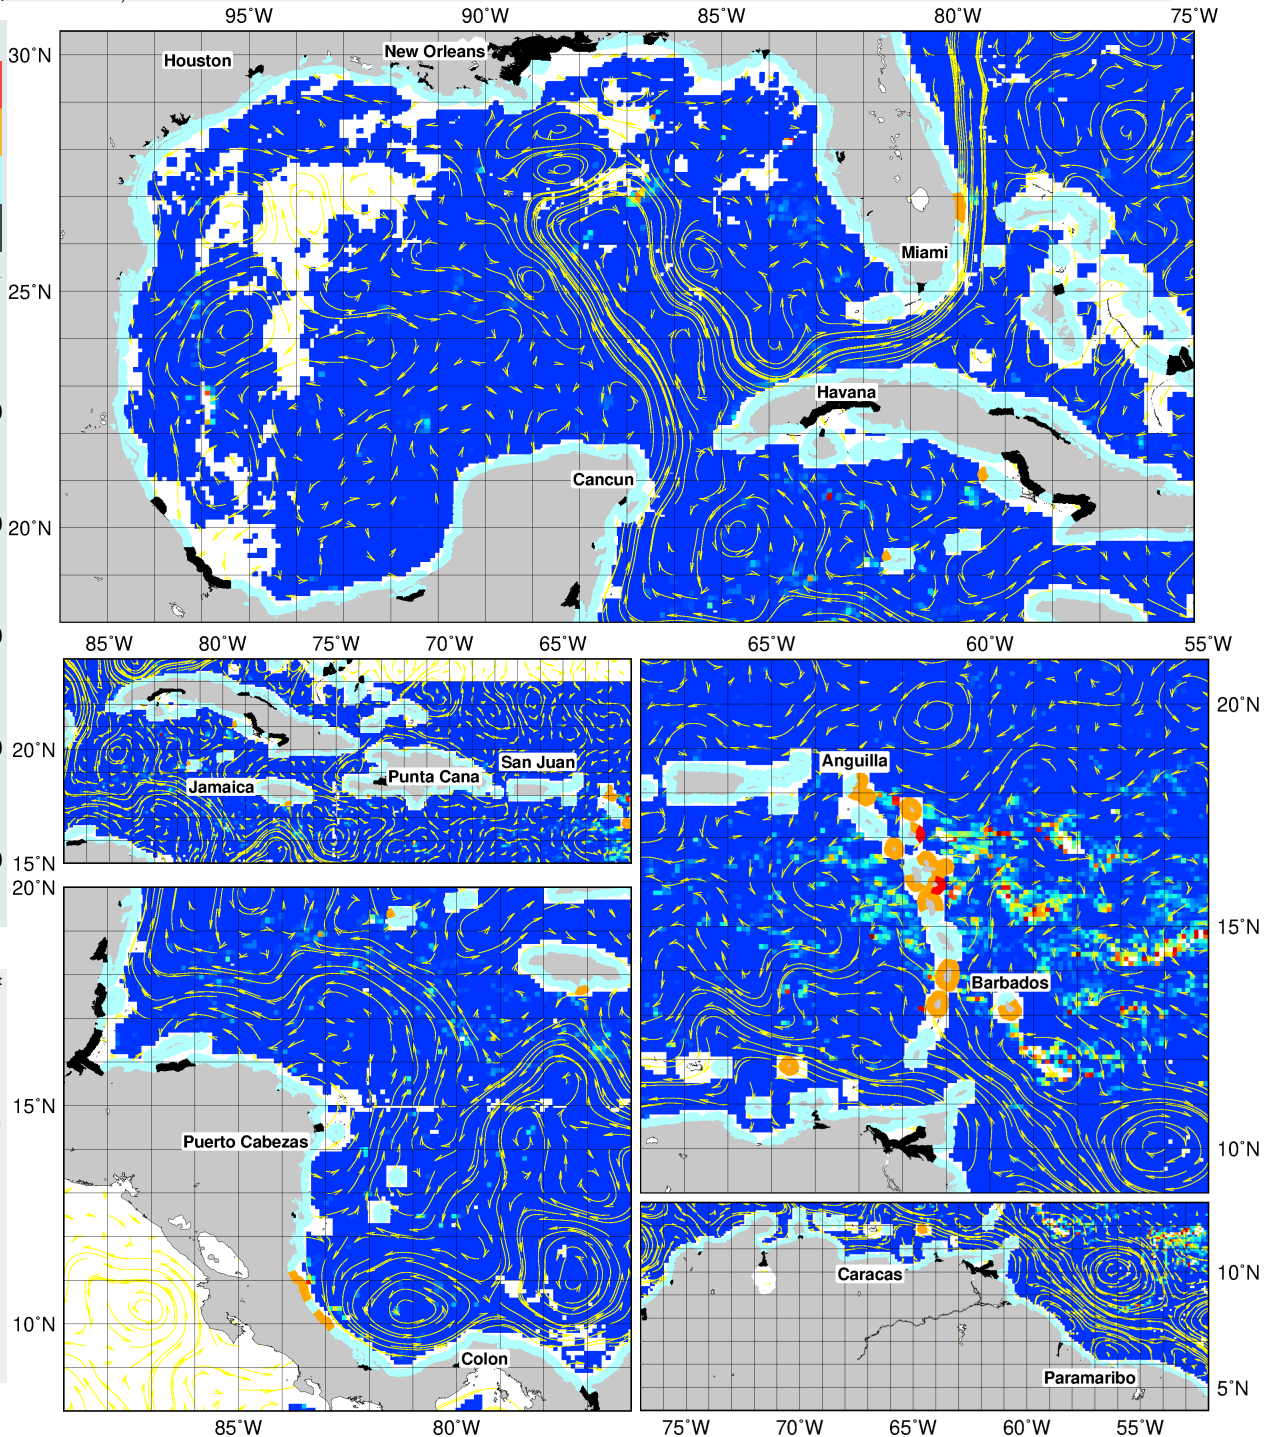 95°W 90°W 85°W 80°W 75°W
30°N
Houston
New Orleans
25°N
Miami
Havana
Cancun
20°N
85°W 80°W 75°W 70°W 65°W
65°W 60°W 55°W
20°N
Jamaica
Punta Cana
San Juan
15°N
20°N
Anguilla
15°N
Barbados
10°N
20°N
15°N
Puerto Cabezas
10°N
Colon
85°W 80°W
Caracas
10°N
Paramaribo
5°N
75°W 70°W 65°W 60°W 55°W